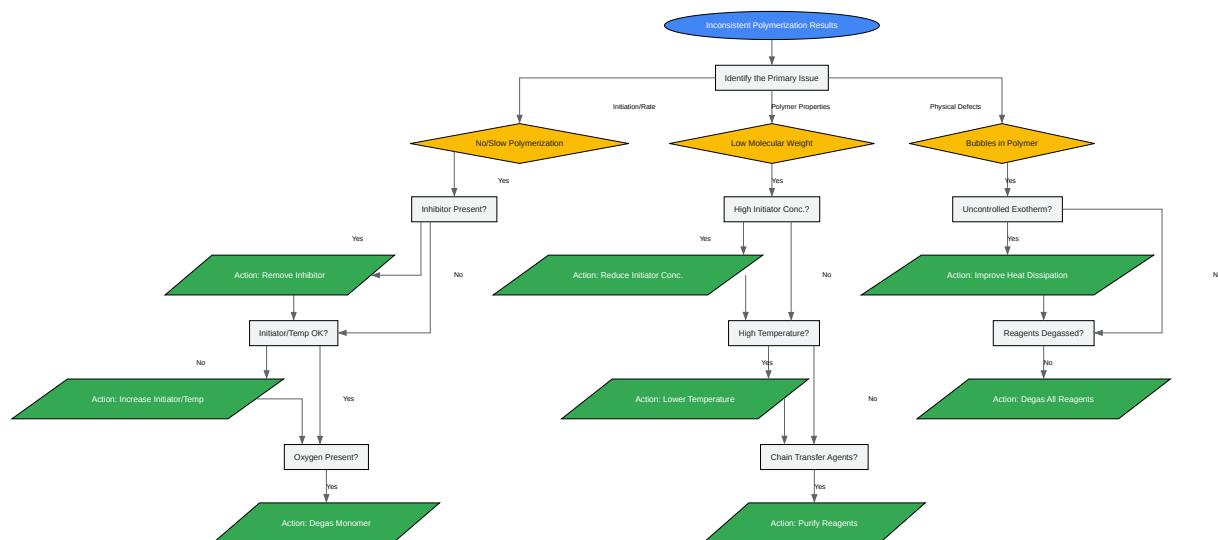 Inconsistent Polymerization Results
Identify the Primary Issue
Initiation/Rate
Polymer Properties
Physical Defects
No/Slow Polymerization
Low Molecular Weight
Bubbles in Polymer
Yes
Yes
Yes
Inhibitor Present?
High Initiator Conc.?
Uncontrolled Exotherm?
Yes
Yes
Yes
Action: Remove Inhibitor
No
Action: Reduce Initiator Conc.
No
Action: Improve Heat Dissipation
N
Initiator/Temp OK?
High Temperature?
Reagents Degassed?
No
Yes
No
Action: Increase Initiator/Temp
Yes
Action: Lower Temperature
No
Action: Degas All Reagents
Oxygen Present?
Chain Transfer Agents?
Yes
Yes
Action: Degas Monomer
Action: Purify Reagents